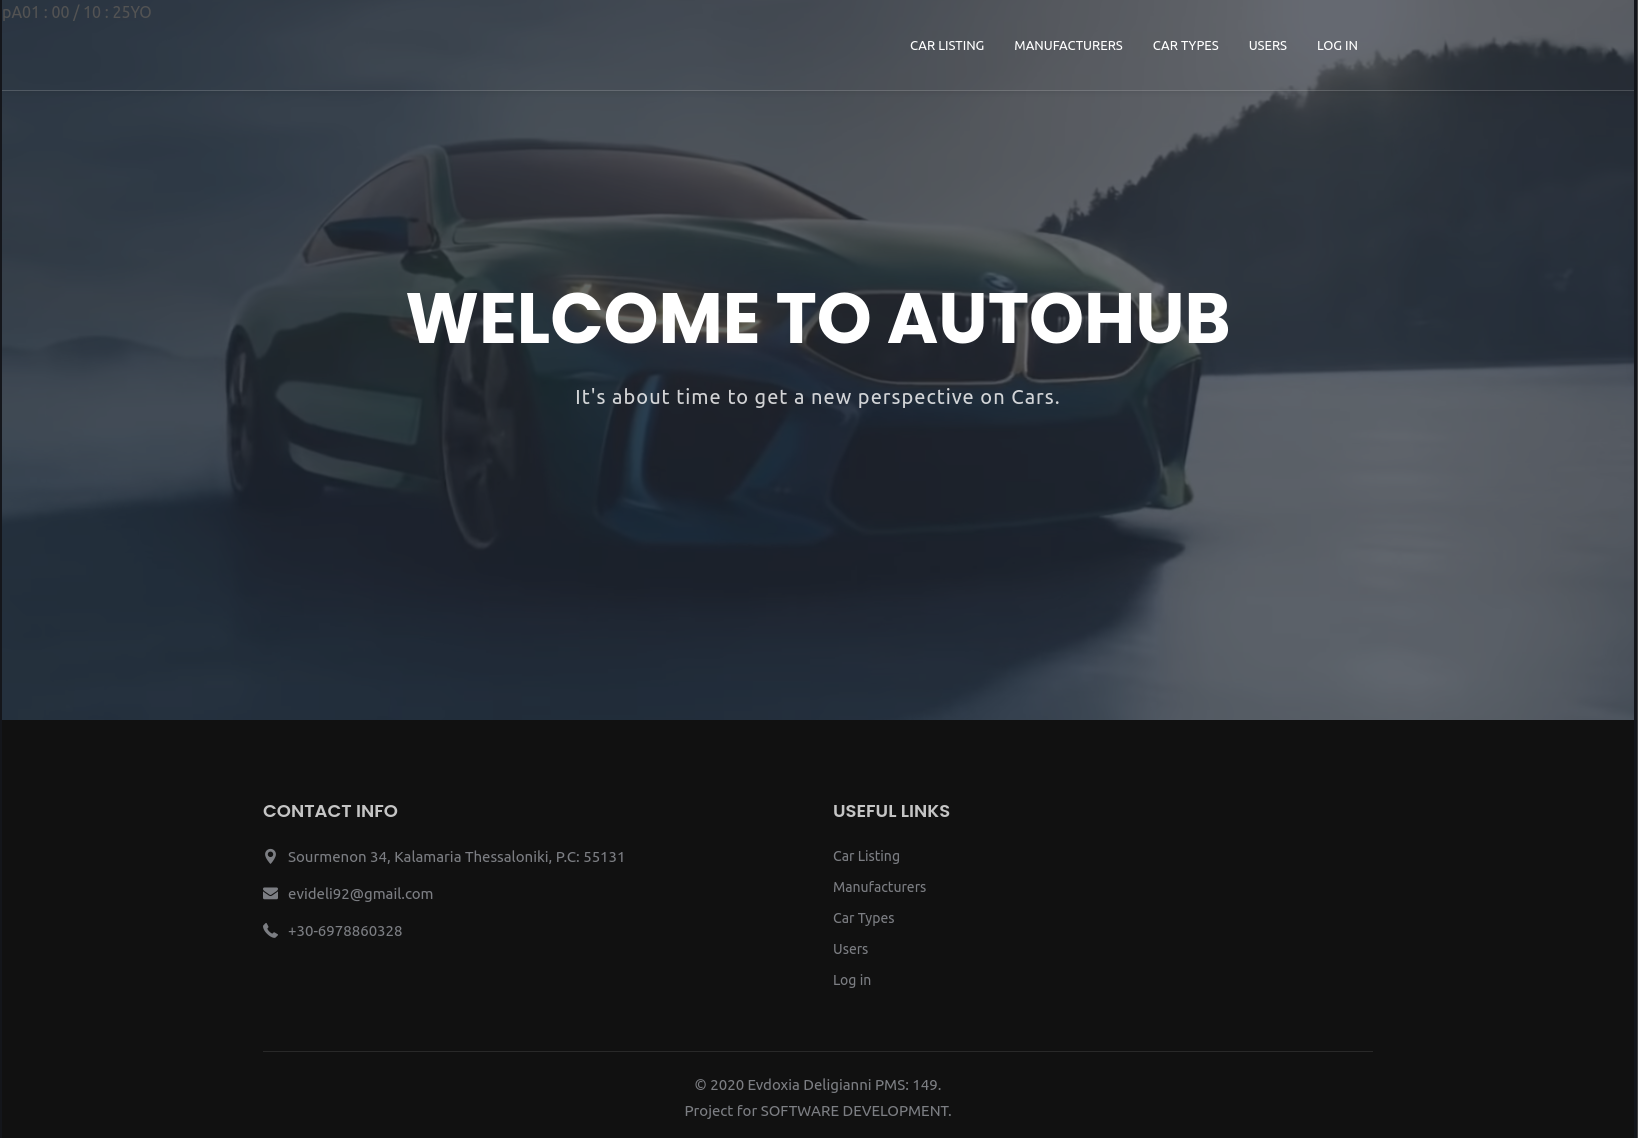 pA01 : 00 / 10 : 25YO
CAR LISTING MANUFACTURERS CAR TYPES USERS LOG IN
WELCOME TO AUTOHUB
It's about time to get a new perspective on Cars.
CONTACT INFO
Sourmenon 34, Kalamaria Thessaloniki, P.C: 55131
evideli92@gmail.com
+30-6978860328
USEFUL LINKS
Car Listing
Manufacturers
Car Types
Users
Log in
© 2020 Evdoxia Deligianni PMS: 149.
Project for SOFTWARE DEVELOPMENT.